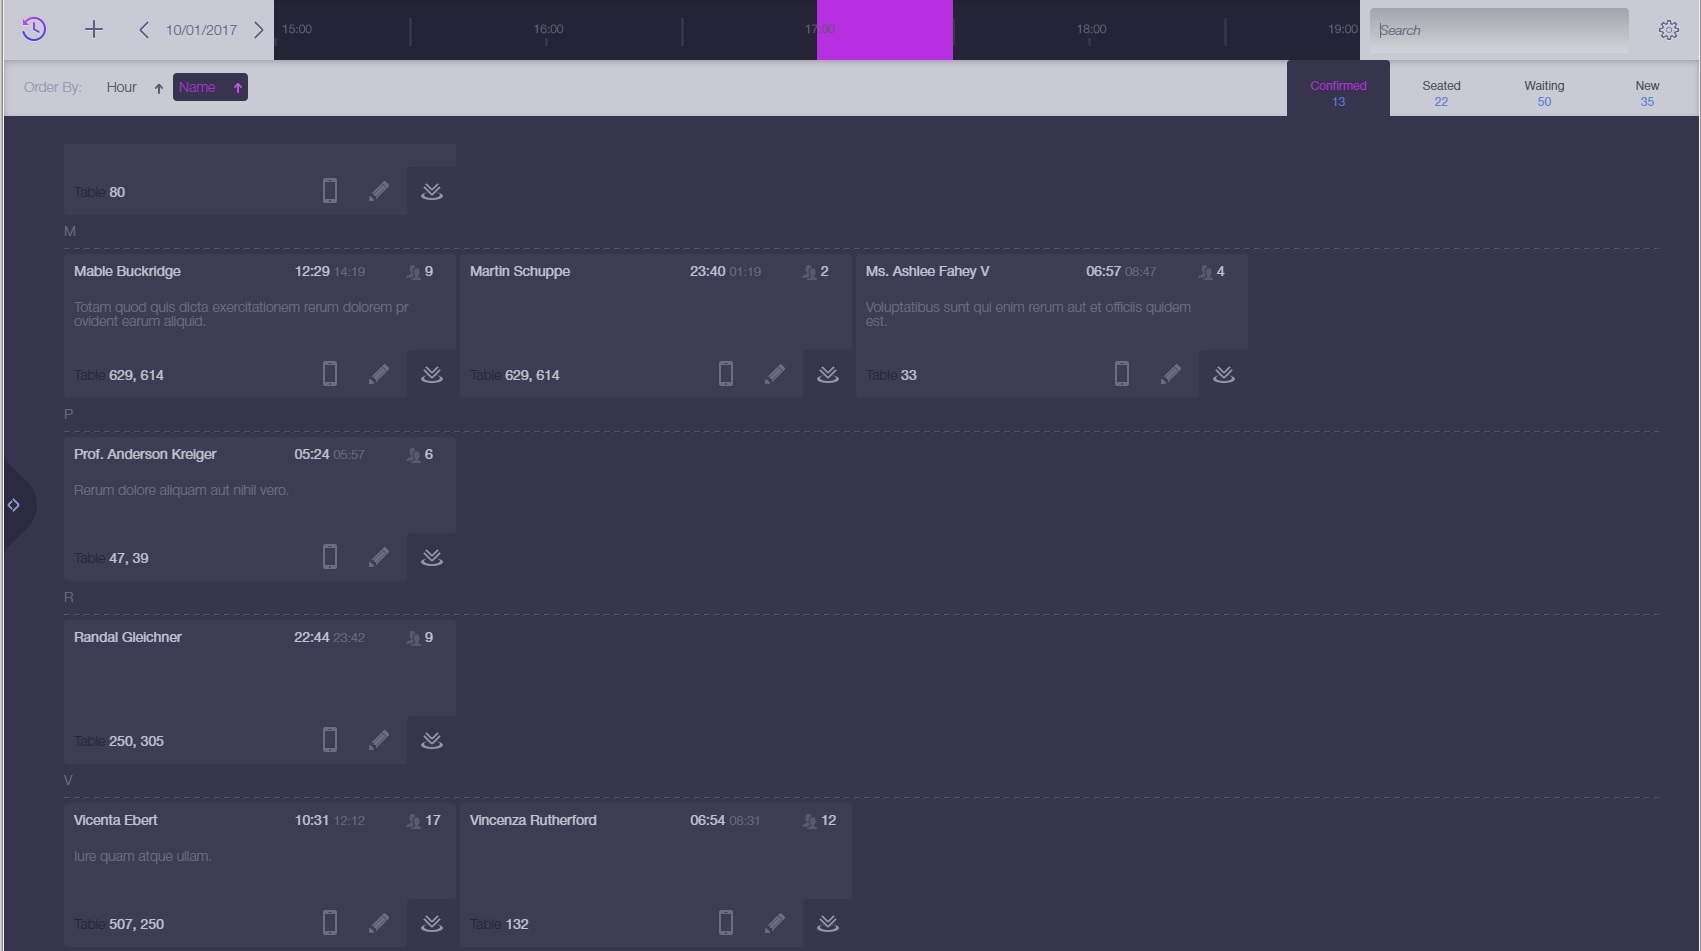 10/01/2017
15:00
16:00
17:00
18:00
19:00
Search
Order By:
Hour
Name
Confirmed
13
Seated
22
Waiting
50
New
35
Table 80
M
Mable Buckridge 12:29 14:19 9
Totam quod quis dicta exercitationem rerum dolorem pr
ovident earum aliquid.
Table 629, 614
Martin Schuppe 23:40 01:19 2
Table 629, 614
Ms. Ashlee Fahey V 06:57 08:47 4
Voluptatibus sunt qui enim rerum aut et officiis quidem
est.
Table 33
P
Prof. Anderson Kreiger 05:24 05:57 6
Rerum dolore aliquam aut nihil vero.
Table 47, 39
R
Randal Gleichner 22:44 23:42 9
Table 250, 305
V
Vicenta Ebert 10:31 12:12 17
Iure quam atque ullam.
Table 507, 250
Vincenza Rutherford 06:54 08:31 12
Table 132